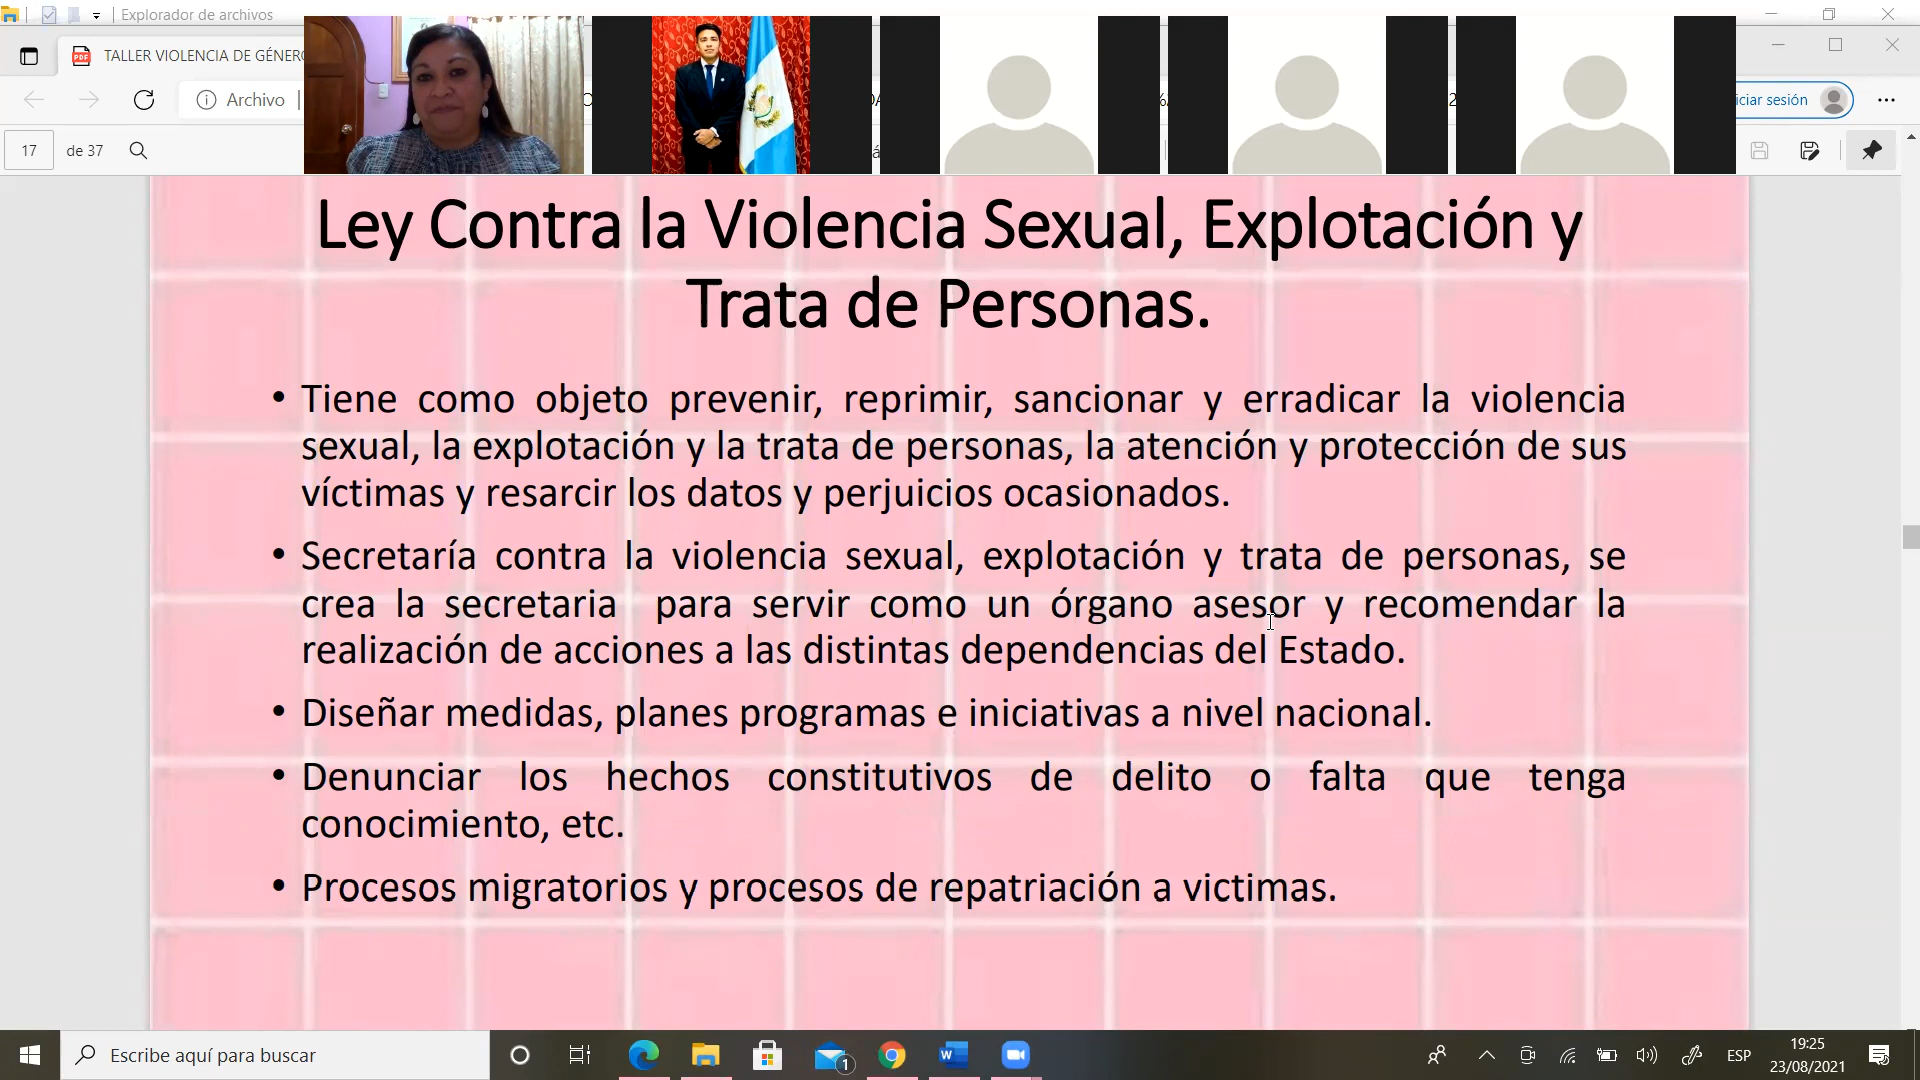 Explorador de archivos
TALLER VIOLENCIA DE GÉNERO
Archivo
iciar sesión
17 de 37
Ley Contra la Violencia Sexual, Explotación y
Trata de Personas.
• Tiene como objeto prevenir, reprimir, sancionar y erradicar la violencia
sexual, la explotación y la trata de personas, la atención y protección de sus
víctimas y resarcir los datos y perjuicios ocasionados.
• Secretaría contra la violencia sexual, explotación y trata de personas, se
crea la secretaria para servir como un órgano asesor y recomendar la
realización de acciones a las distintas dependencias del Estado.
• Diseñar medidas, planes programas e iniciativas a nivel nacional.
• Denunciar los hechos constitutivos de delito o falta que tenga
conocimiento, etc.
• Procesos migratorios y procesos de repatriación a victimas.
Escribe aquí para buscar
1
ESP
19:25
23/08/2021